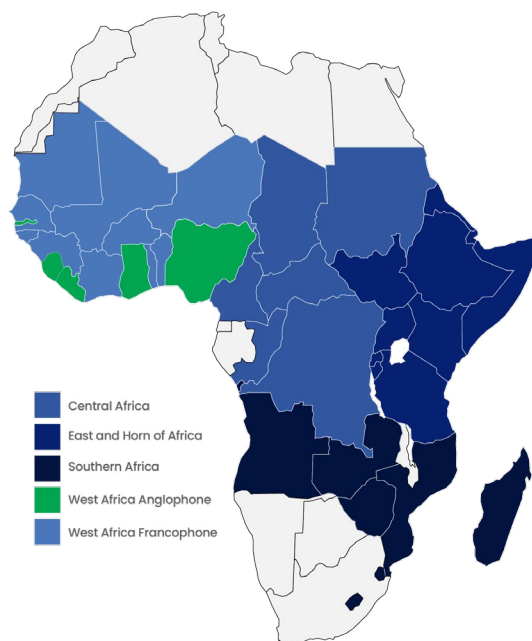 Central Africa
East and Horn of Africa
Southern Africa
West Africa Anglophone
West Africa Francophone